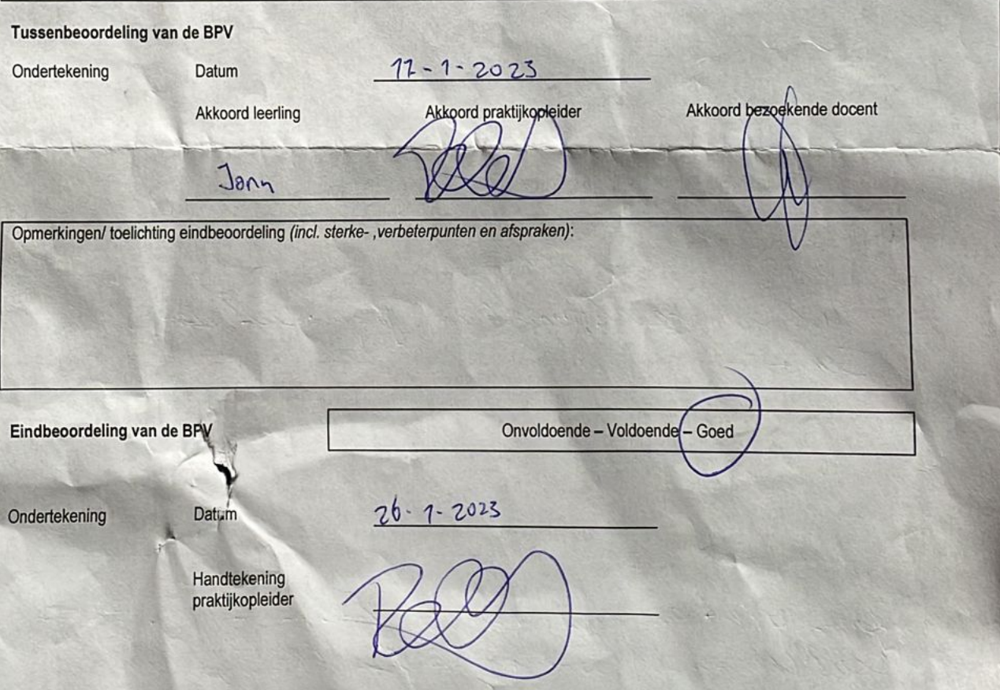 Tussenbeoordeling van de BPV
Ondertekening Datum 17-1-2023
Akkoord leerling Akkoord praktijkopleider Akkoord bezoekende docent
Opmerkingen/ toelichting eindbeoordeling (incl. sterke- ,verbeterpunten en afspraken):
Eindbeoordeling van de BPV Onvoldoende – Voldoende – Goed
Ondertekening Datum 26-1-2023
Handtekening
praktijkopleider